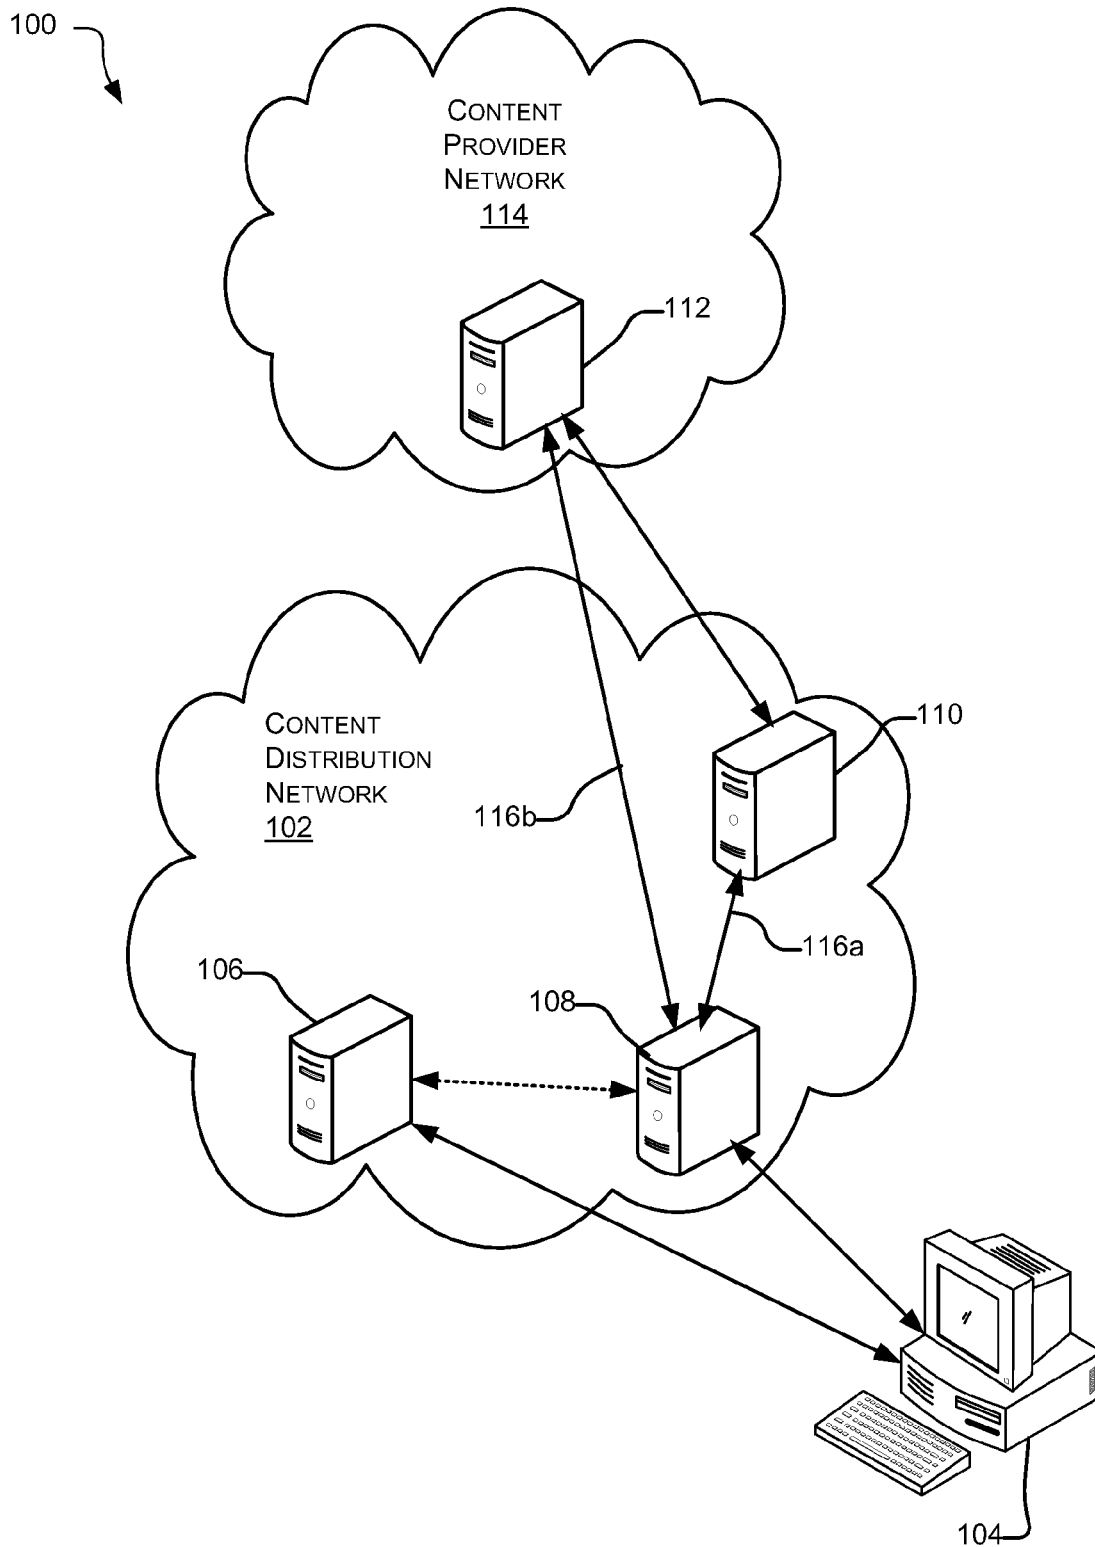 100
CONTENT
PROVIDER
NETWORK
114
112
CONTENT
DISTRIBUTION
NETWORK
102
110
116b
116a
106
108
104